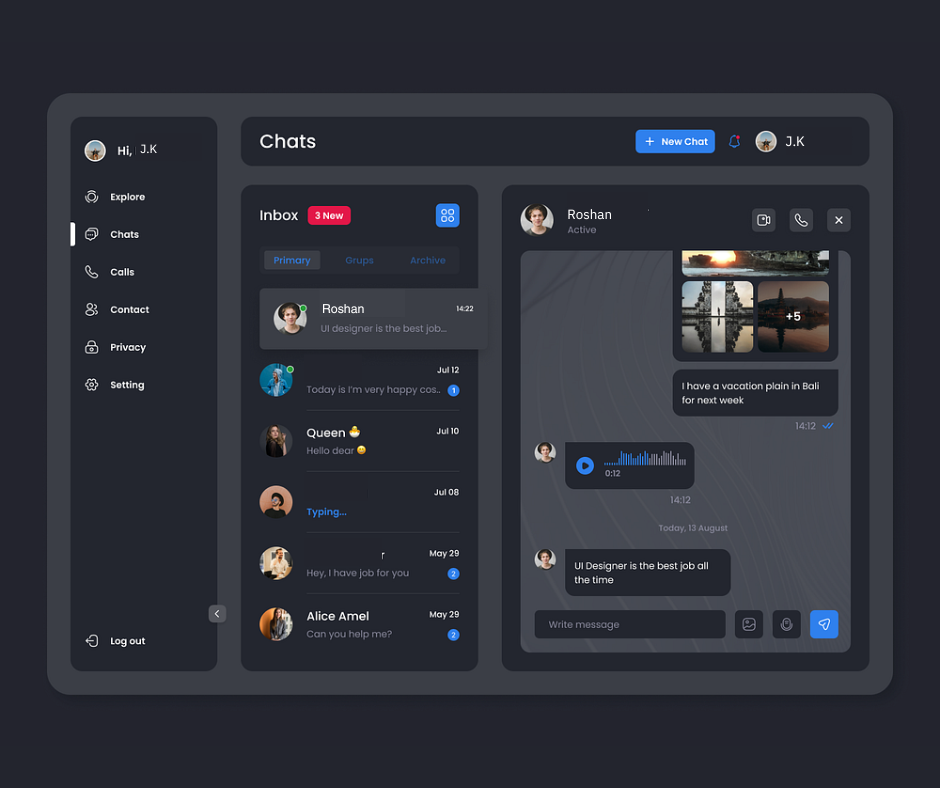 Hi, J.K
Explore
Chats
Calls
Contact
Privacy
Setting
Log out
Chats
+ New Chat
J.K
Inbox
3 New
Primary
Grups
Archive
Roshan
14:22
UI designer is the best job...
Jul 12
Today is I'm very happy cos..
1
Queen 🐣
Jul 10
Hello dear 😄
Jul 08
Typing...
May 29
Hey, I have job for you
2
Alice Amel
May 29
Can you help me?
2
Roshan
Active
+5
I have a vacation plain in Bali
for next week
14:12
0:12
14:12
Today, 13 August
UI Designer is the best job all
the time
Write message